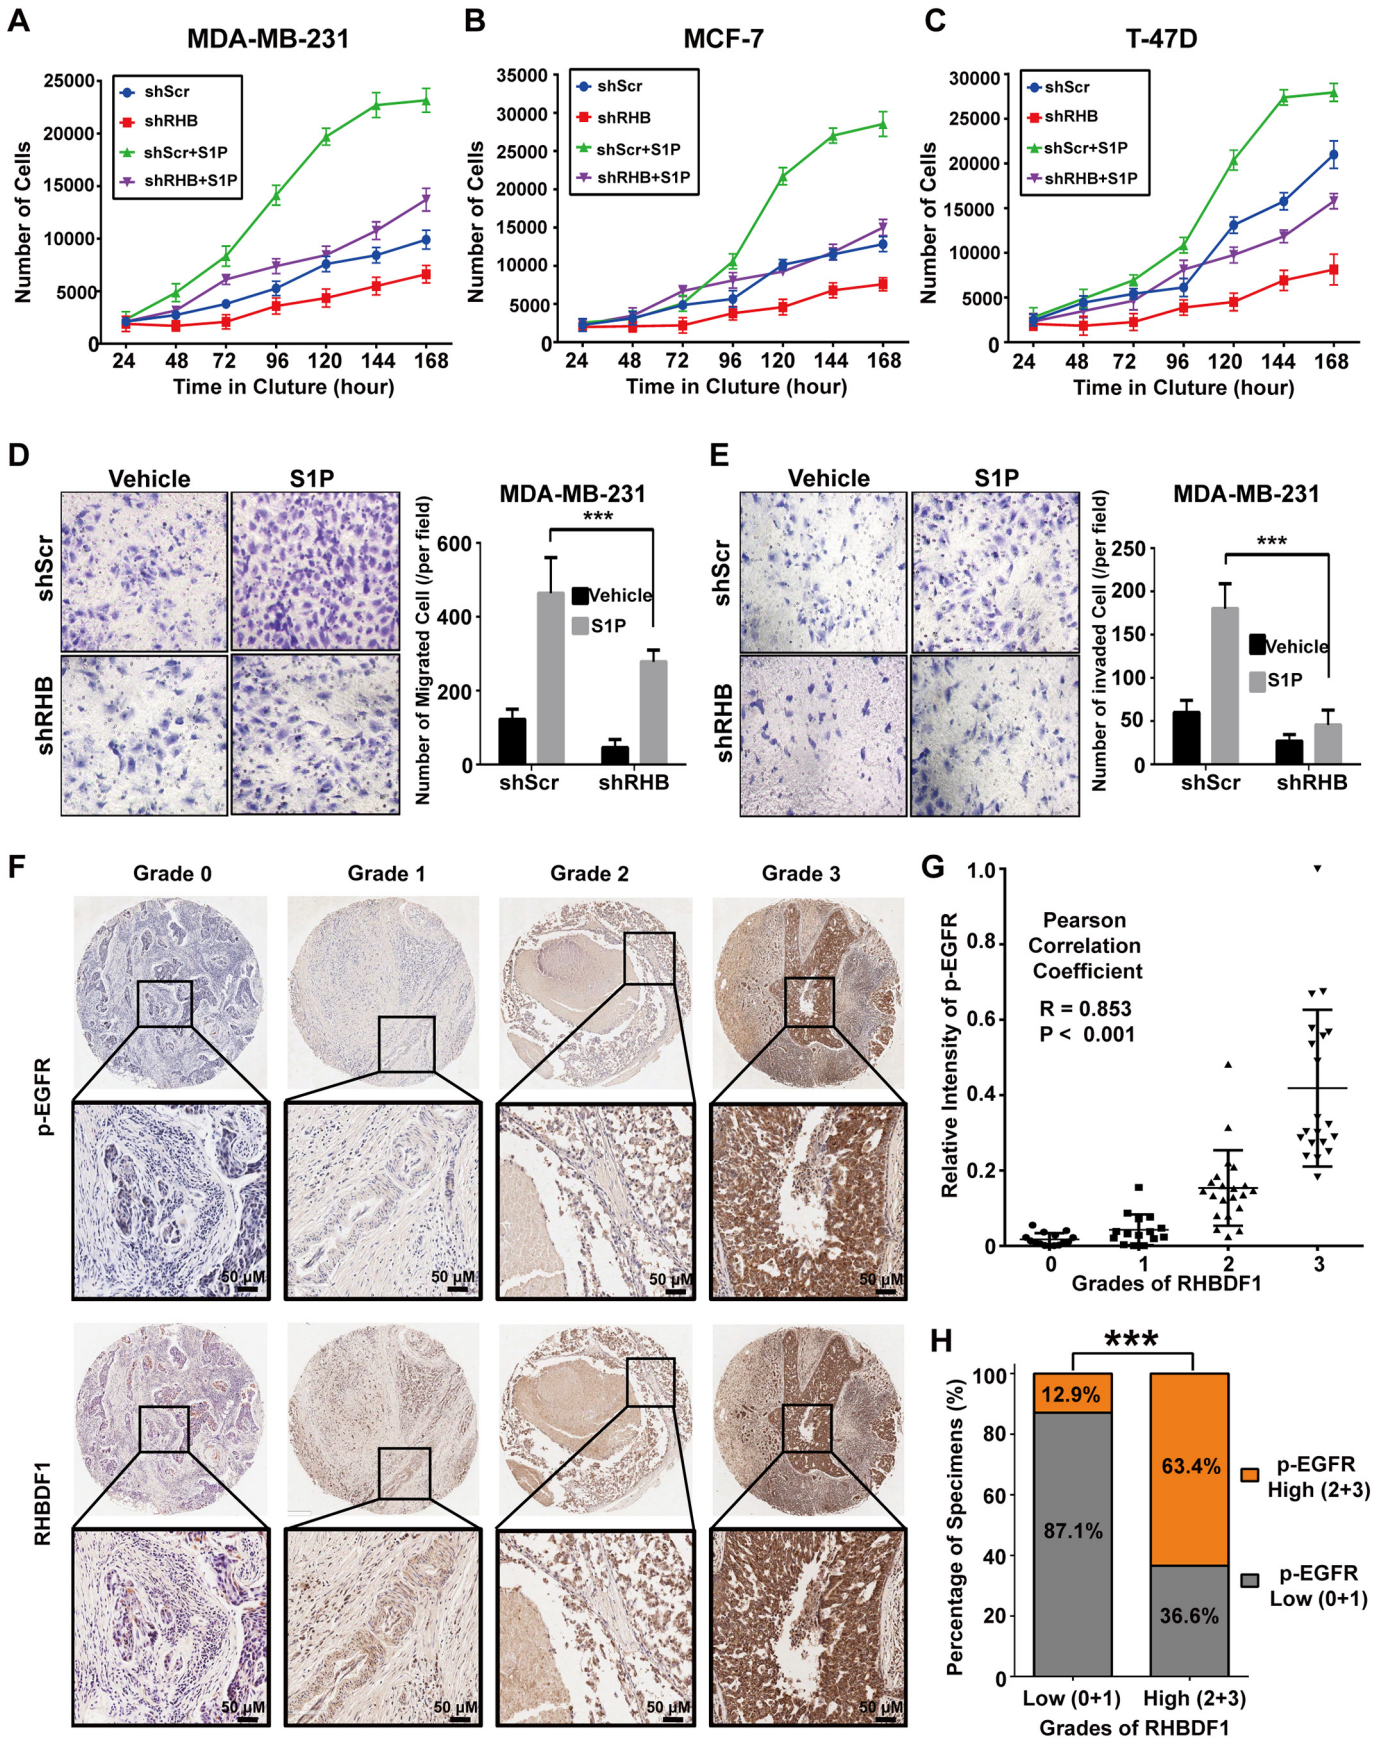 A
MDA-MB-231
Number of Cells
25000
20000
15000
10000
5000
0
shScr
shRHB
shScr+S1P
shRHB+S1P
24 48 72 96 120 144 168
Time in Cluture (hour)
B
MCF-7
Number of Cells
35000
30000
25000
20000
15000
10000
5000
0
shScr
shRHB
shScr+S1P
shRHB+S1P
24 48 72 96 120 144 168
Time in Cluture (hour)
C
T-47D
Number of Cells
30000
25000
20000
15000
10000
5000
0
shScr
shRHB
shScr+S1P
shRHB+S1P
24 48 72 96 120 144 168
Time in Cluture (hour)
D
Vehicle S1P
shScr
shRHB
MDA-MB-231
Number of Migrated Cell (/per field)
600
400
200
0
***
Vehicle
S1P
shScr shRHB
E
Vehicle S1P
shScr
shRHB
MDA-MB-231
Number of invaded Cell (/per field)
250
200
150
100
50
0
***
Vehicle
S1P
shScr shRHB
F
Grade 0 Grade 1 Grade 2 Grade 3
p-EGFR
50 μM 50 μM 50 μM 50 μM
RHBDF1
50 μM 50 μM 50 μM 50 μM
G
Relative Intensity of p-EGFR
1.0
0.8
0.6
0.4
0.2
0
Pearson
Correlation
Coefficient
R = 0.853
P < 0.001
0 1 2 3
Grades of RHBDF1
H
***
Percentage of Specimens (%)
100
80
60
40
20
0
12.9%
87.1%
63.4%
36.6%
p-EGFR
High (2+3)
p-EGFR
Low (0+1)
Low (0+1) High (2+3)
Grades of RHBDF1